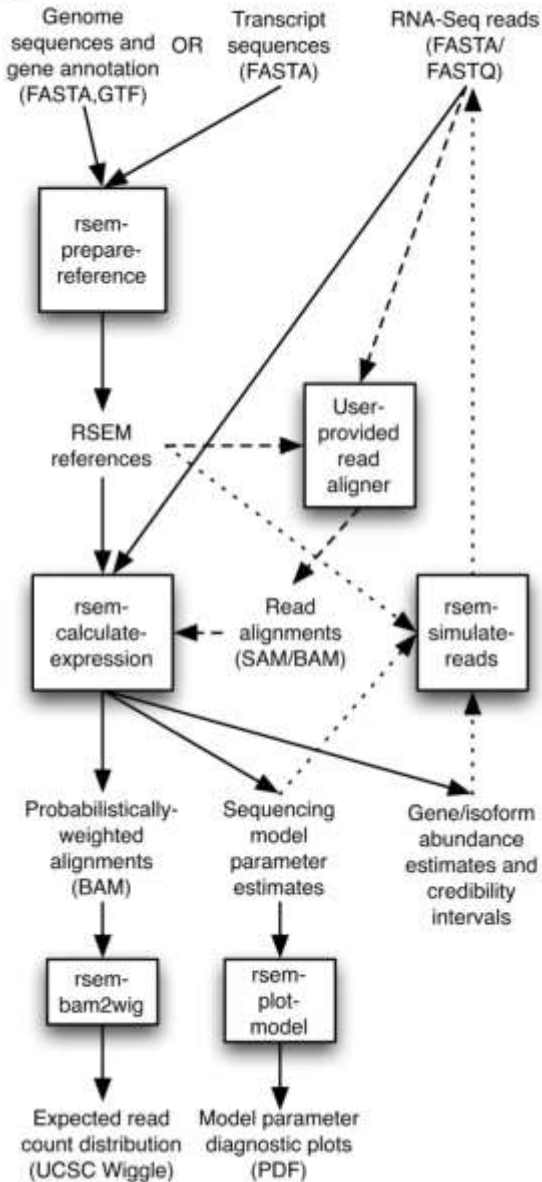 Genome
sequences and
gene annotation
(FASTA,GTF)
OR
Transcript
sequences
(FASTA)
RNA-Seq reads
(FASTA/
FASTQ)
rsem-
prepare-
reference
RSEM
references
User-
provided
read
aligner
rsem-
calculate-
expression
Read
alignments
(SAM/BAM)
rsem-
simulate-
reads
Probabilistically-
weighted
alignments
(BAM)
Sequencing
model
parameter
estimates
Gene/isoform
abundance
estimates and
credibility
intervals
rsem-
bam2wig
rsem-
plot-
model
Expected read
count distribution
(UCSC Wiggle)
Model parameter
diagnostic plots
(PDF)